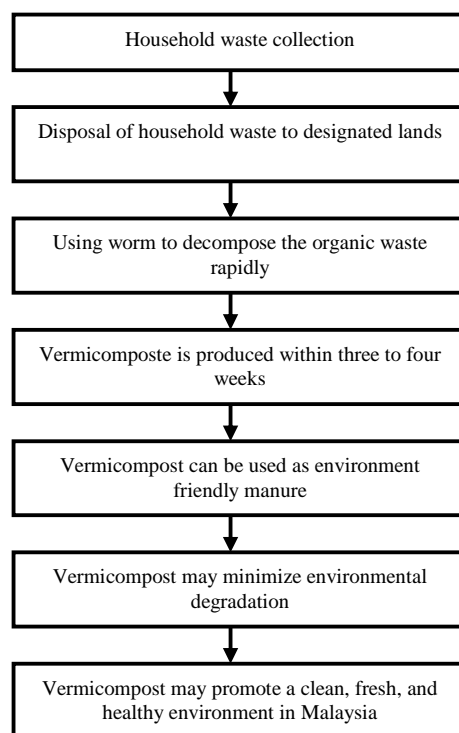 Household waste collection
Disposal of household waste to designated lands
Using worm to decompose the organic waste
rapidly
Vermicomposte is produced within three to four
weeks
Vermicompost can be used as environment
friendly manure
Vermicompost may minimize environmental
degradation
Vermicompost may promote a clean, fresh, and
healthy environment in Malaysia